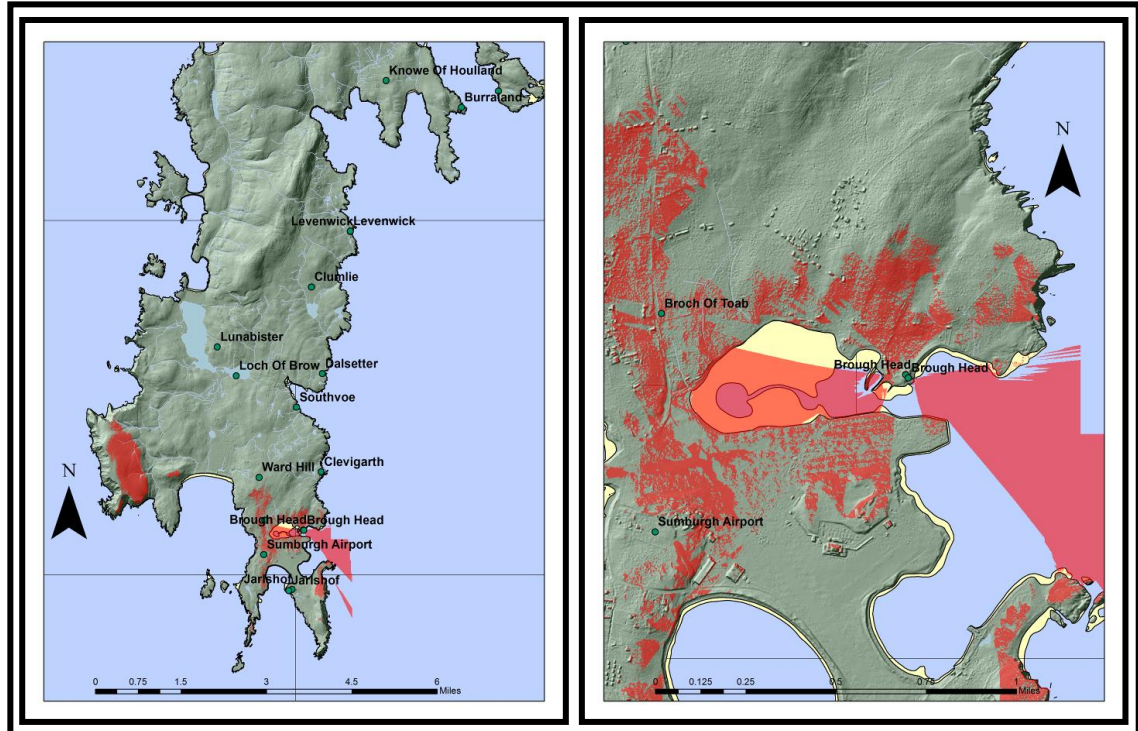 Knowe Of Houlland
Burraland
LevenwickLevenwick
Clumlie
Lunabister
Loch Of Brow
Dalsetter
Southvoe
N
Ward Hill
Clevigarth
Brough Head
Brough Head
Sumburgh Airport
Jarlshof
Jarlshof
0 0.75 1.5 3 4.5 6
Miles
N
Broch Of Toab
Brough Head
Brough Head
Sumburgh Airport
0 0.125 0.25 0.5 0.75 1
Miles